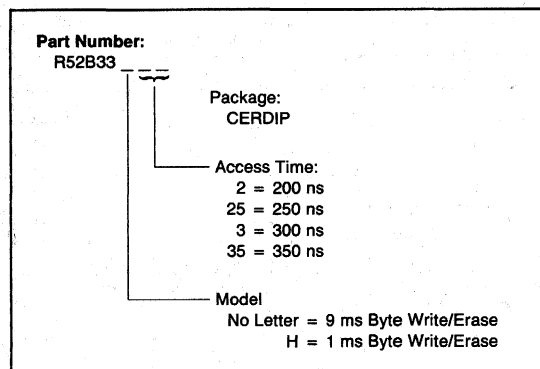 Part Number:
R52B33 _ _ _
Package:
CERDIP
Access Time:
2 = 200 ns
25 = 250 ns
3 = 300 ns
35 = 350 ns
Model
No Letter = 9 ms Byte Write/Erase
H = 1 ms Byte Write/Erase